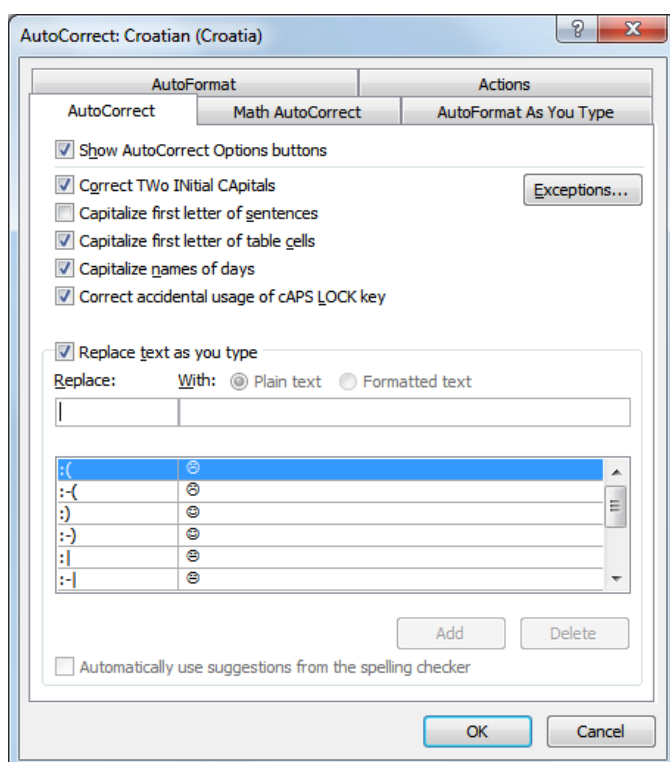 AutoCorrect: Croatian (Croatia)
AutoFormat Actions
AutoCorrect Math AutoCorrect AutoFormat As You Type
Show AutoCorrect Options buttons
Correct TWo INitial CApitals Exceptions...
Capitalize first letter of sentences
Capitalize first letter of table cells
Capitalize names of days
Correct accidental usage of cAPS LOCK key
Replace text as you type
Replace: With: Plain text Formatted text
:( ☹
:-( ☹
:) ☺
:-) ☺
:| 😐
:-| 😐
Add Delete
Automatically use suggestions from the spelling checker
OK Cancel